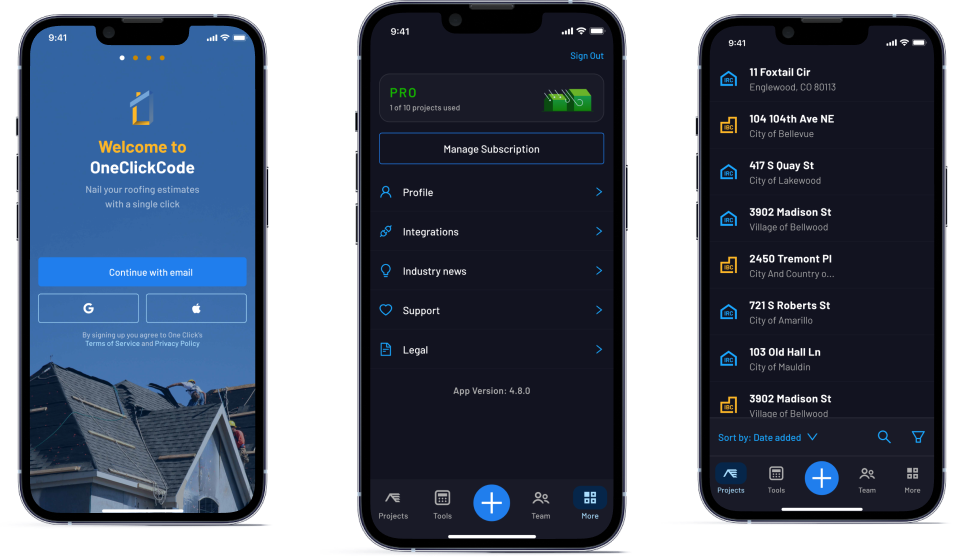 9:41
Welcome to
OneClickCode
Nail your roofing estimates
with a single click
Continue with email
G
By signing up you agree to One Click's
Terms of Service and Privacy Policy
9:41
Sign Out
PRO
1 of 10 projects used
Manage Subscription
Profile
Integrations
Industry news
Support
Legal
App Version: 4.8.0
Projects
Tools
Team
More
9:41
IRC
11 Foxtail Cir
Englewood, CO 80113
IBC
104 104th Ave NE
City of Bellevue
IRC
417 S Quay St
City of Lakewood
IRC
3902 Madison St
Village of Bellwood
IBC
2450 Tremont Pl
City And Country o...
IRC
721 S Roberts St
City of Amarillo
IRC
103 Old Hall Ln
City of Mauldin
IBC
3902 Madison St
Village of Bellwood
Sort by: Date added
Projects
Tools
Team
More